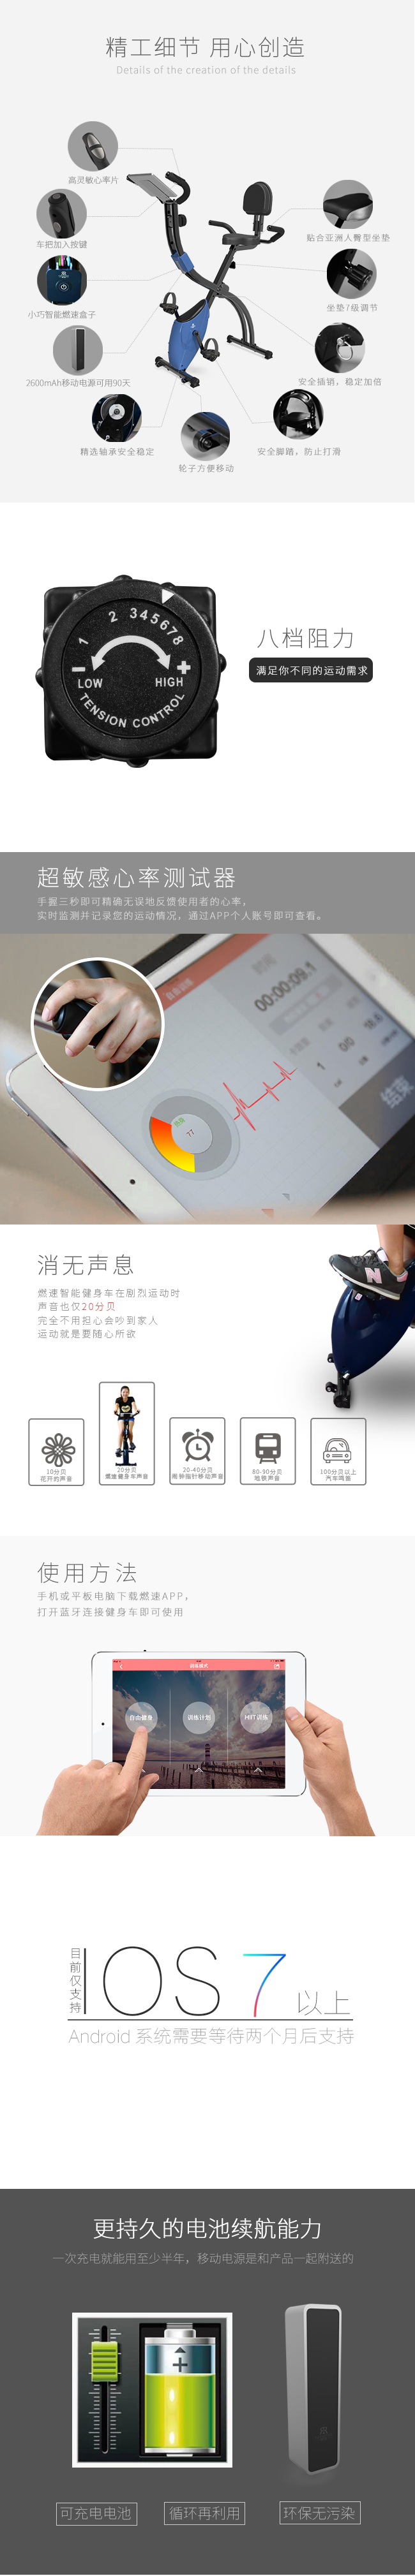 精工细节 用心创造
Details of the creation of the details
高灵敏心率片
车把加入按键
小巧智能燃速盒子
2600mAh移动电源可用90天
精选轴承安全稳定
轮子方便移动
安全脚踏，防止打滑
安全插销，稳定加倍
坐垫7级调节
贴合亚洲人臀型坐垫
1 2 3 4 5 6 7 8
- +
LOW HIGH
TENSION CONTROL
八档阻力
满足你不同的运动需求
超敏感心率测试器
手握三秒即可精确无误地反馈使用者的心率，
实时监测并记录您的运动情况，通过APP个人账号即可查看。
00:00:09.1
0/0
结束
77
消无声息
燃速智能健身车在剧烈运动时
声音也仅20分贝
完全不用担心会吵到家人
运动就是要随心所欲
N
10分贝
花开的声音
20分贝
燃速健身车声音
20-40分贝
闹钟指针移动声音
80-90分贝
地铁声音
100分贝以上
汽车鸣笛
使用方法
手机或平板电脑下载燃速APP，
打开蓝牙连接健身车即可使用
训练模式
自由健身
训练计划
HIIT训练
目前仅支持
IOS 7 以上
Android 系统需要等待两个月后支持
更持久的电池续航能力
一次充电就能用至少半年，移动电源是和产品一起附送的
+
可充电电池
循环再利用
环保无污染